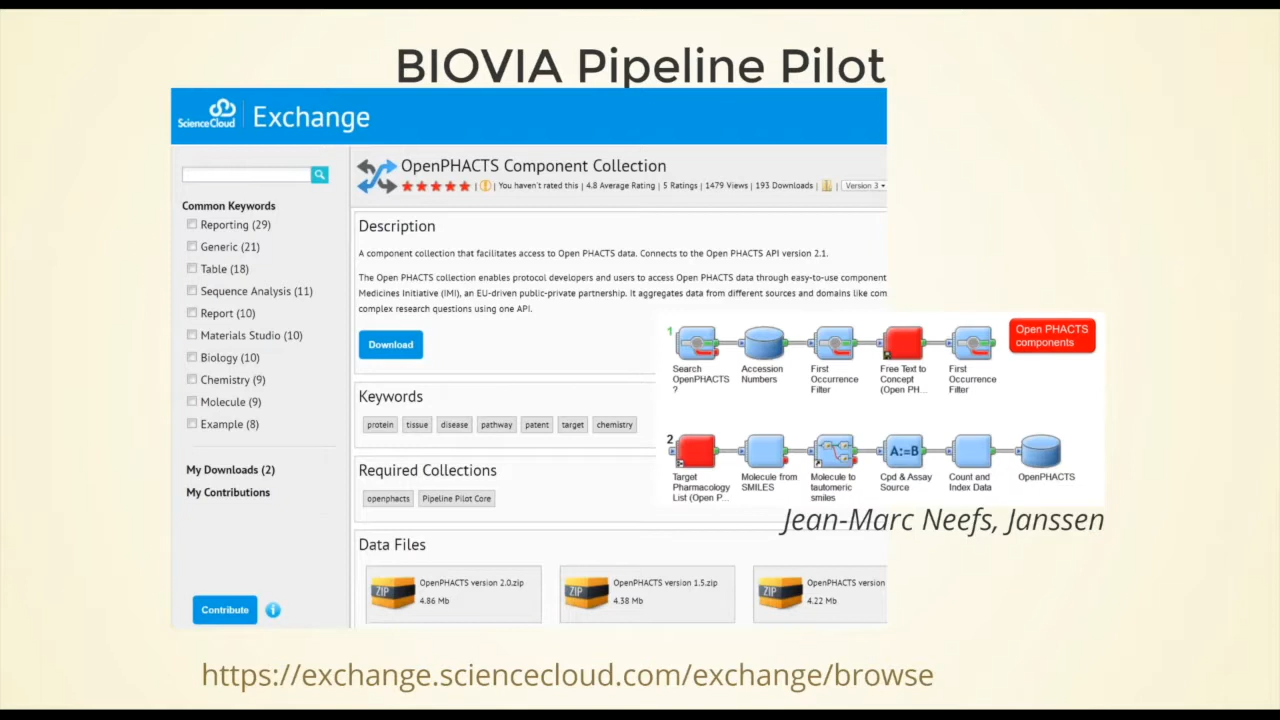 BIOVIA Pipeline Pilot
ScienceCloud
Exchange
OpenPHACTS Component Collection
You haven't rated this | 4.8 Average Rating | 5 Ratings | 1479 Views | 193 Downloads | Version 3
Common Keywords
Reporting (29)
Generic (21)
Table (18)
Sequence Analysis (11)
Report (10)
Materials Studio (10)
Biology (10)
Chemistry (9)
Molecule (9)
Example (8)
My Downloads (2)
My Contributions
Contribute
i
Description
A component collection that facilitates access to Open PHACTS data. Connects to the Open PHACTS API version 2.1.
The Open PHACTS collection enables protocol developers and users to access Open PHACTS data through easy-to-use component
Medicines Initiative (IMI), an EU-driven public-private partnership. It aggregates data from different sources and domains like com
complex research questions using one API.
Download
Keywords
protein tissue disease pathway patent target chemistry
Required Collections
openphacts Pipeline Pilot Core
Data Files
ZIP
OpenPHACTS version 2.0.zip
4.86 Mb
ZIP
OpenPHACTS version 1.5.zip
4.38 Mb
ZIP
OpenPHACTS version
4.22 Mb
1
Search
OpenPHACTS
?
Accession
Numbers
First
Occurrence
Filter
Free Text to
Concept
(Open PH...
First
Occurrence
Filter
Open PHACTS
components
2
Target
Pharmacology
List (Open P...
Molecule from
SMILES
Molecule to
tautomeric
smiles
A:=B
Cpd & Assay
Source
Count and
Index Data
OpenPHACTS
Jean-Marc Neefs, Janssen
https://exchange.sciencecloud.com/exchange/browse